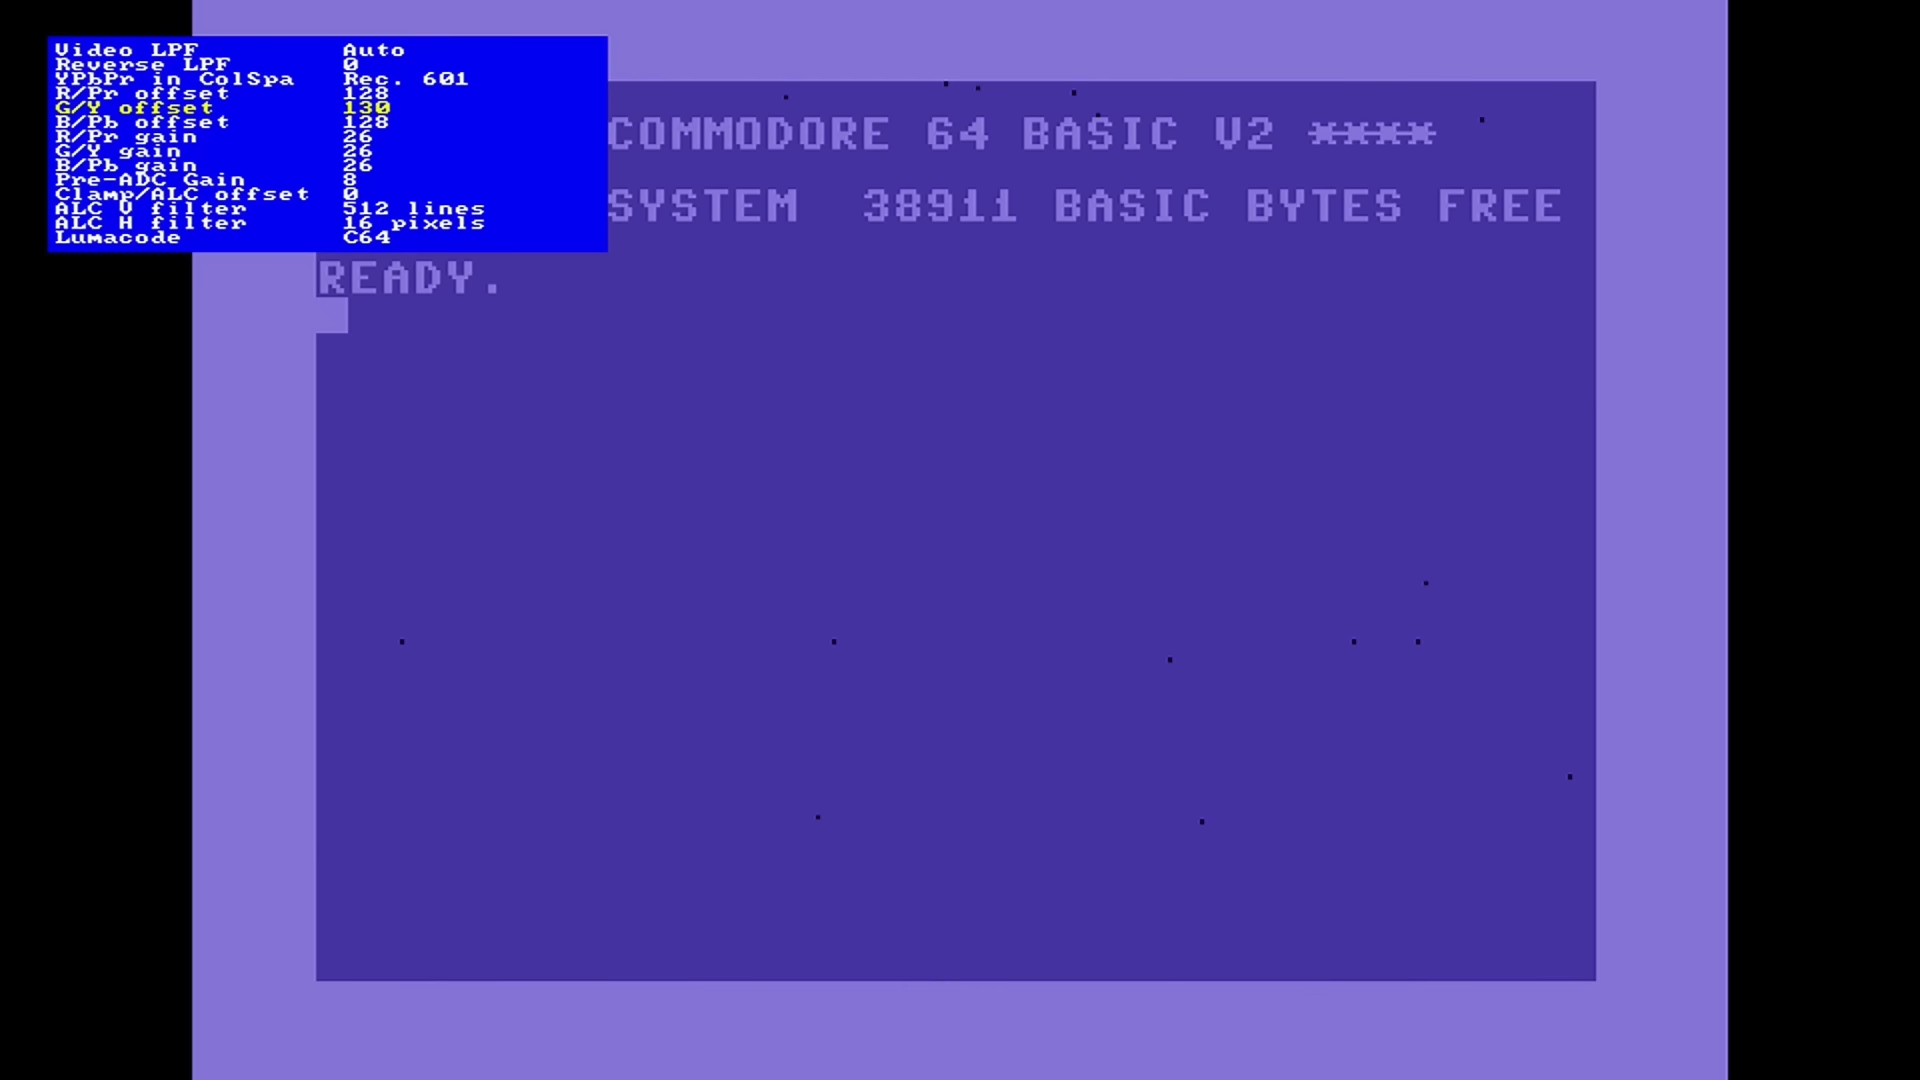 Video LPF Auto
Reverse LPF 0
YPbPr in ColSpa Rec. 601
R/Pr offset 128
G/Y offset 130
B/Pb offset 128
R/Pr gain 26
G/Y gain 26
B/Pb gain 26
Pre-ADC Gain 8
Clamp/ALC offset 0
ALC V filter 512 lines
ALC H filter 16 pixels
Lumacode C64
COMMODORE 64 BASIC V2 ****
SYSTEM 38911 BASIC BYTES FREE
READY.